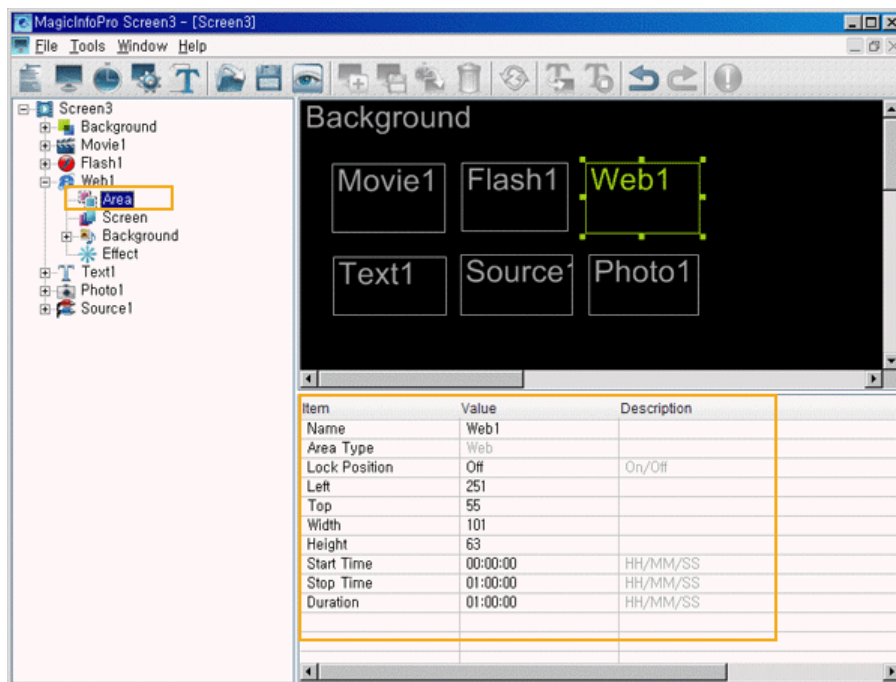 MagicInfoPro Screen3 - [Screen3]
File Tools Window Help
Screen3
Background
Movie1
Flash1
Web1
Area
Screen
Background
Effect
Text1
Photo1
Source1
Background
Movie1 Flash1 Web1
Text1 Source1 Photo1
Item Value Description
Name Web1
Area Type Web
Lock Position Off On/Off
Left 251
Top 55
Width 101
Height 63
Start Time 00:00:00 HH/MM/SS
Stop Time 01:00:00 HH/MM/SS
Duration 01:00:00 HH/MM/SS